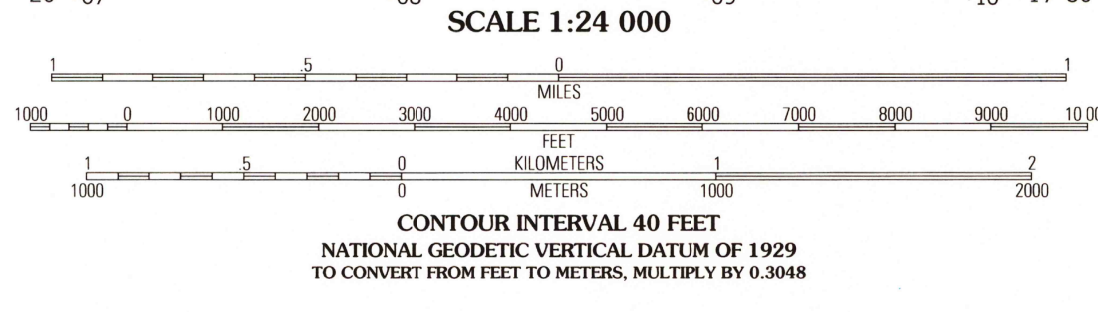 SCALE 1:24 000
1 .5 0 1
MILES
1000 0 1000 2000 3000 4000 5000 6000 7000 8000 9000
FEET
1 .5 0 KILOMETERS 1 2
1000 0 METERS 1000 2000
CONTOUR INTERVAL 40 FEET
NATIONAL GEODETIC VERTICAL DATUM OF 1929
TO CONVERT FROM FEET TO METERS, MULTIPLY BY 0.3048